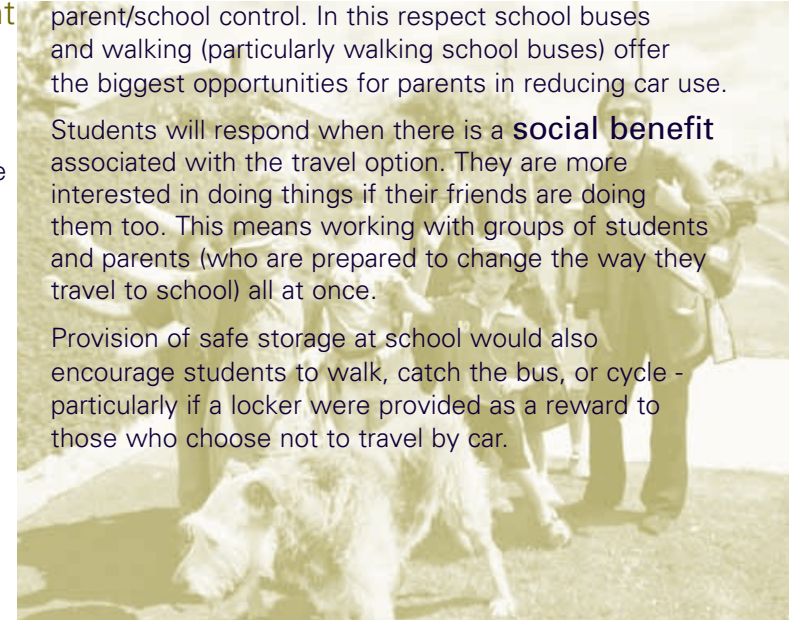 nt
e
parent/school control. In this respect school buses
and walking (particularly walking school buses) offer
the biggest opportunities for parents in reducing car use.
Students will respond when there is a social benefit
associated with the travel option. They are more
interested in doing things if their friends are doing
them too. This means working with groups of students
and parents (who are prepared to change the way they
travel to school) all at once.
Provision of safe storage at school would also
encourage students to walk, catch the bus, or cycle -
particularly if a locker were provided as a reward to
those who choose not to travel by car.